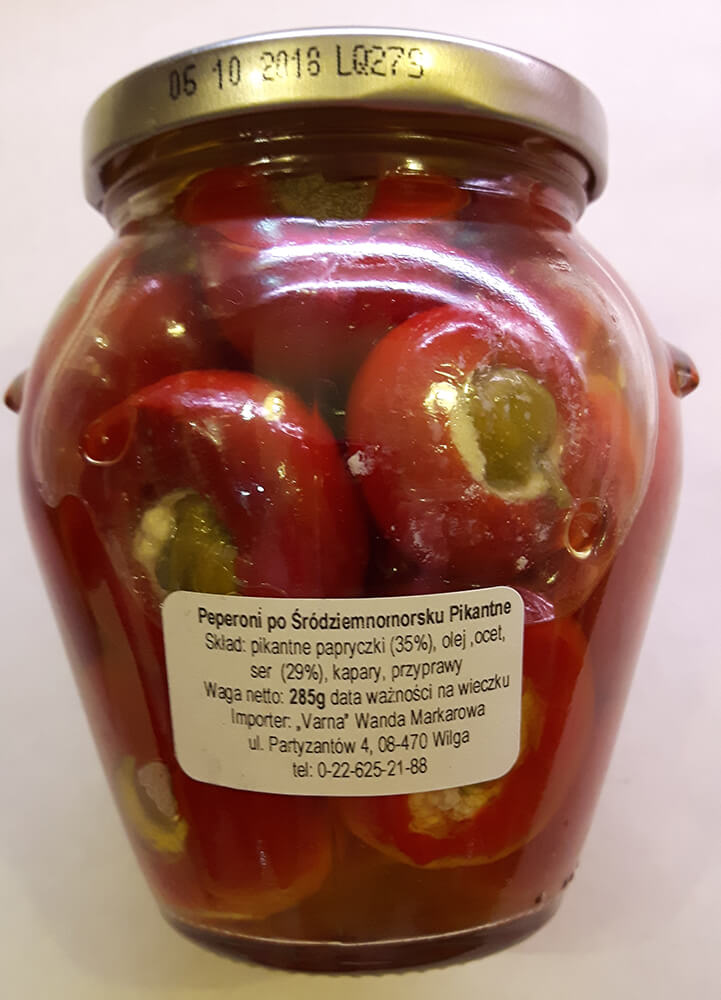 06 10 2018 LQ279
Peperoni po Śródziemnornorsku Pikantne
Skład: pikantne papryczki (35%), olej ,ocet,
ser (29%), kapary, przyprawy
Waga netto: 285g data ważności na wieczku
Importer: „Varna” Wanda Markarowa
ul. Partyzantów 4, 08-470 Wilga
tel: 0-22-625-21-88